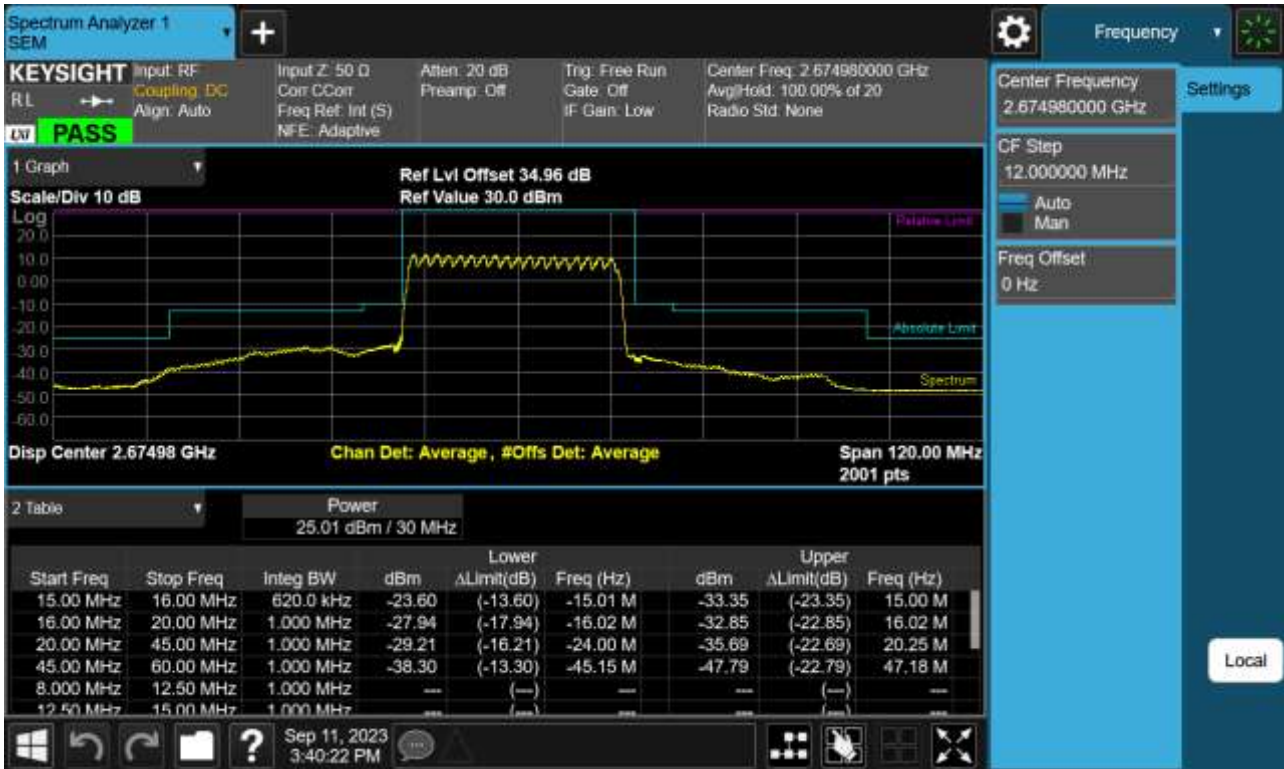 Spectrum Analyzer 1
SEM
+
Frequency
KEYSIGHT
RL
LXI PASS
Input: RF
Coupling: DC
Align: Auto
Input Z: 50 Ω
Corr CCorr
Freq Ref: Int (S)
NFE: Adaptive
Atten: 20 dB
Preamp: Off
Trig: Free Run
Gate: Off
IF Gain: Low
Center Freq: 2.674980000 GHz
Avg|Hold: 100.00% of 20
Radio Std: None
Center Frequency
2.674980000 GHz
Settings
CF Step
12.000000 MHz
Auto
Man
Freq Offset
0 Hz
1 Graph
Scale/Div 10 dB
Ref Lvl Offset 34.96 dB
Ref Value 30.0 dBm
Log
20.0
10.0
0.00
-10.0
-20.0
-30.0
-40.0
-50.0
-60.0
Relative Limit
Absolute Limit
Spectrum
Disp Center 2.67498 GHz
Chan Det: Average, #Offs Det: Average
Span 120.00 MHz
2001 pts
2 Table
Power
25.01 dBm / 30 MHz
Lower Upper
Start Freq Stop Freq Integ BW dBm ΔLimit(dB) Freq (Hz) dBm ΔLimit(dB) Freq (Hz)
15.00 MHz 16.00 MHz 620.0 kHz -23.60 (-13.60) -15.01 M -33.35 (-23.35) 15.00 M
16.00 MHz 20.00 MHz 1.000 MHz -27.94 (-17.94) -16.02 M -32.85 (-22.85) 16.02 M
20.00 MHz 45.00 MHz 1.000 MHz -29.21 (-16.21) -24.00 M -35.69 (-22.69) 20.25 M
45.00 MHz 60.00 MHz 1.000 MHz -38.30 (-13.30) -45.15 M -47.79 (-22.79) 47.18 M
8.000 MHz 12.50 MHz 1.000 MHz --- (---) --- --- (---) ---
12.50 MHz 15.00 MHz 1.000 MHz --- (---) --- --- (---) ---
Local
?
Sep 11, 2023
3:40:22 PM